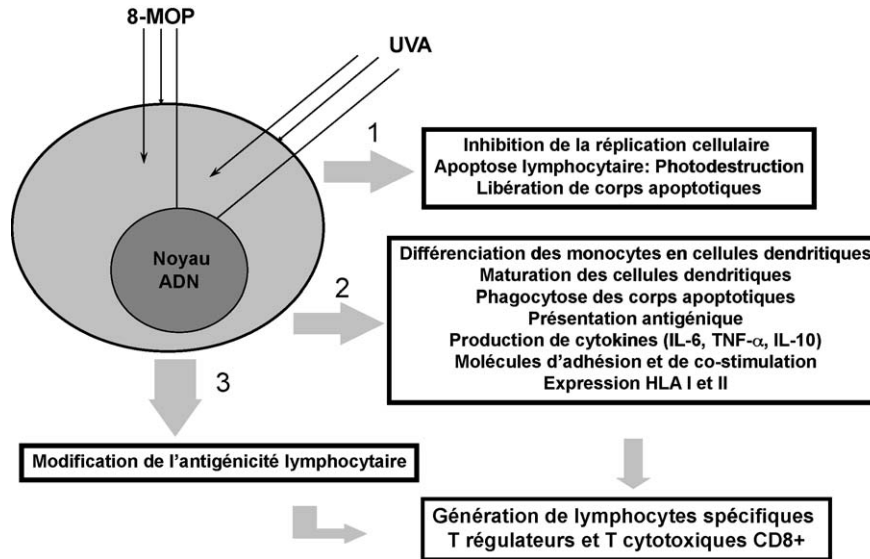 8-MOP
UVA
1
Inhibition de la réplication cellulaire
Apoptose lymphocytaire: Photodestruction
Libération de corps apoptotiques
Noyau
ADN
2
Différenciation des monocytes en cellules dendritiques
Maturation des cellules dendritiques
Phagocytose des corps apoptotiques
Présentation antigénique
Production de cytokines (IL-6, TNF-α, IL-10)
Molécules d'adhésion et de co-stimulation
Expression HLA I et II
3
Modification de l'antigénicité lymphocytaire
Génération de lymphocytes spécifiques
T régulateurs et T cytotoxiques CD8+